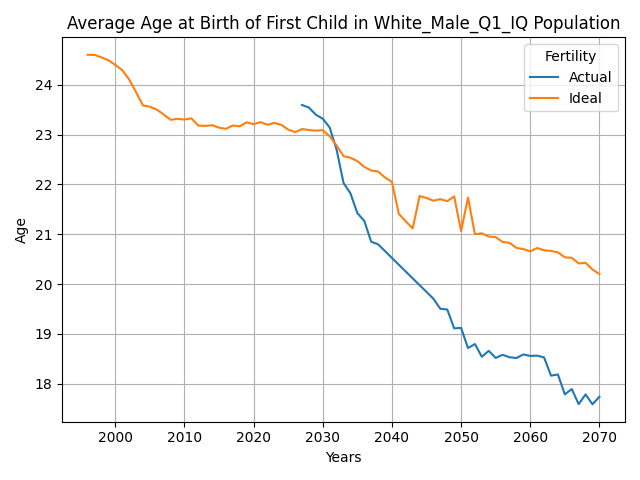 Average Age at Birth of First Child in White_Male_Q1_IQ Population
Fertility
Actual
Ideal
Age
24
23
22
21
20
19
18
2000
2010
2020
2030
2040
2050
2060
2070
Years